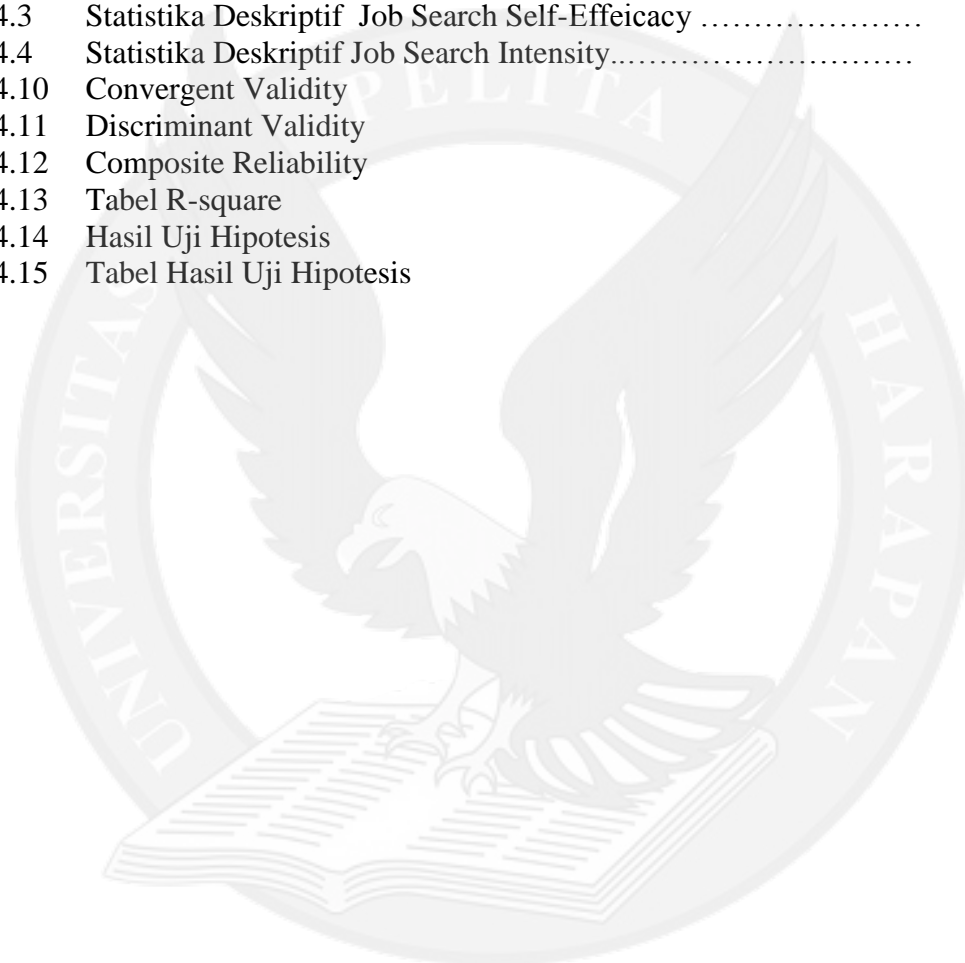 4.3 Statistika Deskriptif Job Search Self-Effeicacy …………………
4.4 Statistika Deskriptif Job Search Intensity..………………………
4.10 Convergent Validity
4.11 Discriminant Validity
4.12 Composite Reliability
4.13 Tabel R-square
4.14 Hasil Uji Hipotesis
4.15 Tabel Hasil Uji Hipotesis
UNIVERSITAS PELITA HARAPAN